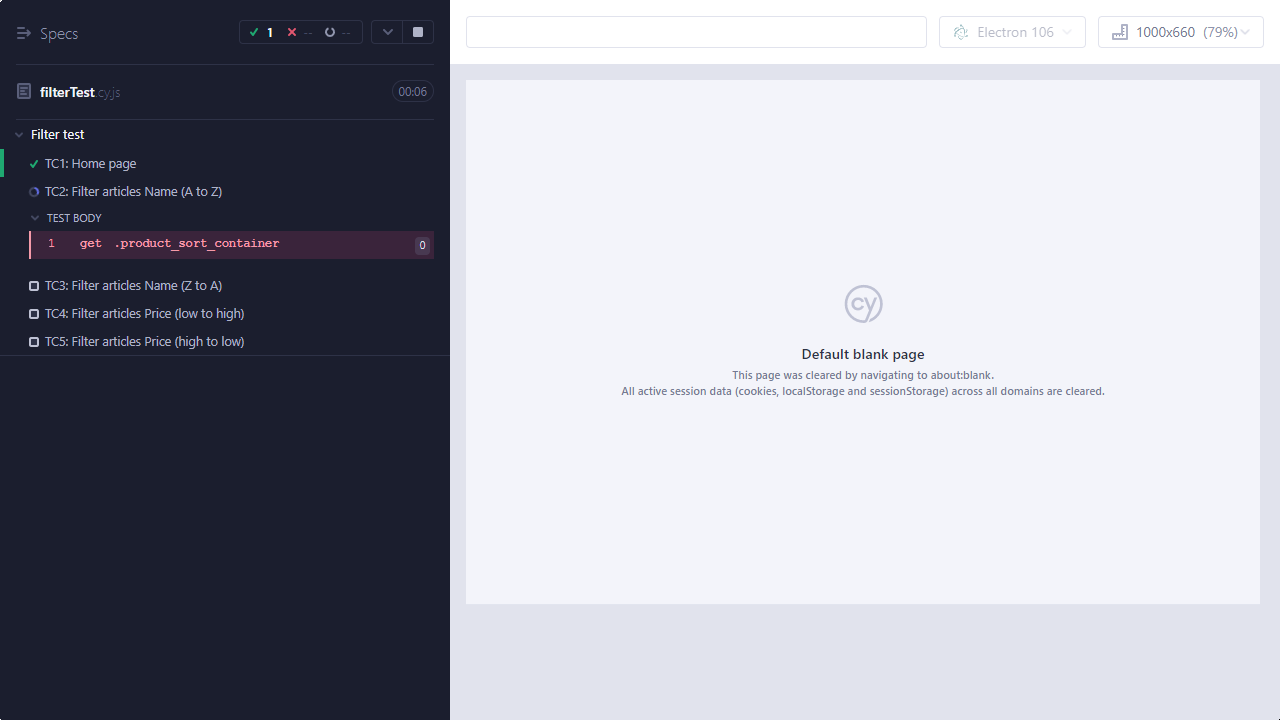 Specs
1 -- --
filterTest.cy.js
00:06
Filter test
TC1: Home page
TC2: Filter articles Name (A to Z)
TEST BODY
1 get .product_sort_container 0
TC3: Filter articles Name (Z to A)
TC4: Filter articles Price (low to high)
TC5: Filter articles Price (high to low)
Electron 106
1000x660 (79%)
cy
Default blank page
This page was cleared by navigating to about:blank.
All active session data (cookies, localStorage and sessionStorage) across all domains are cleared.